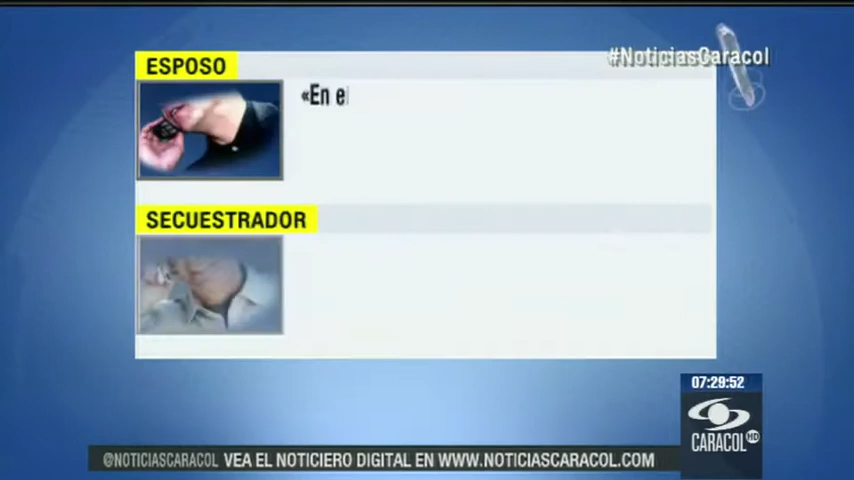 ESPOSO
#NoticiasCaracol
«En e
SECUESTRADOR
07:29:52
CARACOL HD
@NOTICIASCARACOL VEA EL NOTICIERO DIGITAL EN WWW.NOTICIASCARACOL.COM